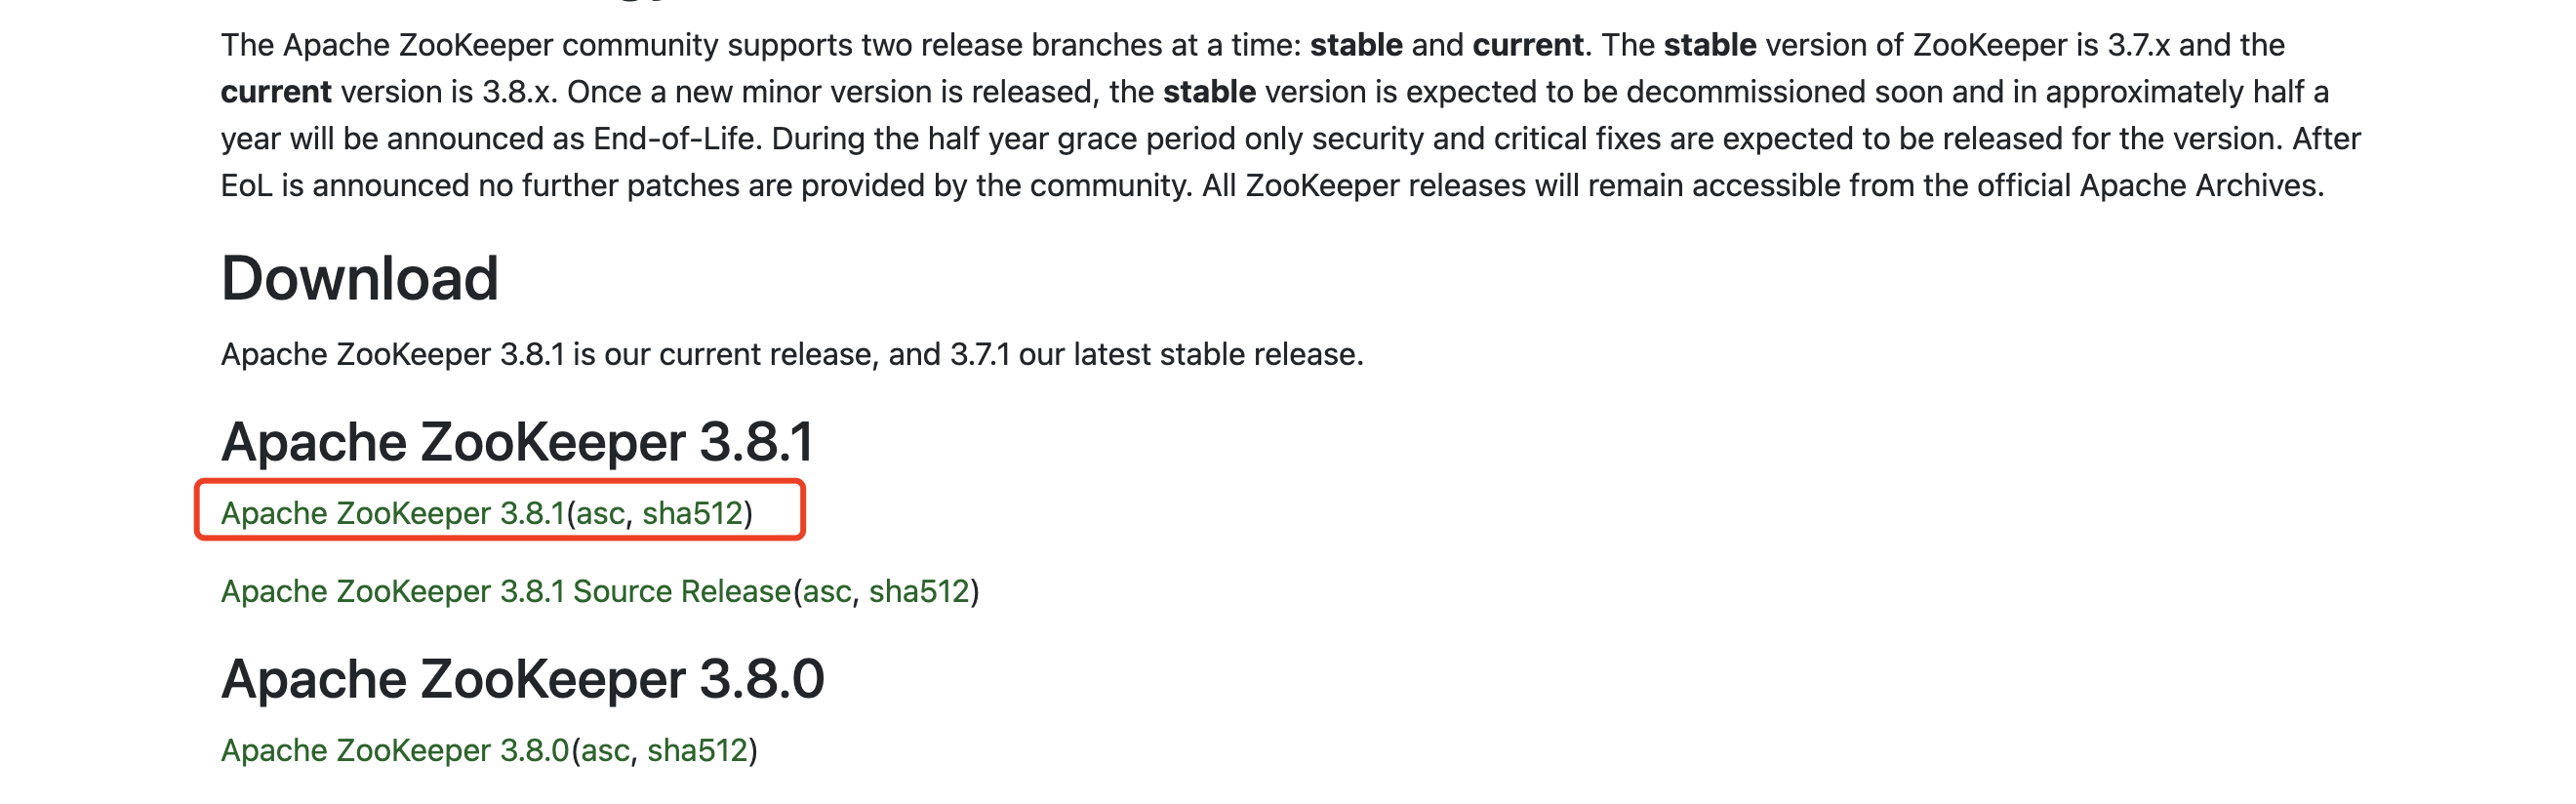 The Apache ZooKeeper community supports two release branches at a time: stable and current. The stable version of ZooKeeper is 3.7.x and the
current version is 3.8.x. Once a new minor version is released, the stable version is expected to be decommissioned soon and in approximately half a
year will be announced as End-of-Life. During the half year grace period only security and critical fixes are expected to be released for the version. After
EoL is announced no further patches are provided by the community. All ZooKeeper releases will remain accessible from the official Apache Archives.
Download
Apache ZooKeeper 3.8.1 is our current release, and 3.7.1 our latest stable release.
Apache ZooKeeper 3.8.1
Apache ZooKeeper 3.8.1(asc, sha512)
Apache ZooKeeper 3.8.1 Source Release(asc, sha512)
Apache ZooKeeper 3.8.0
Apache ZooKeeper 3.8.0(asc, sha512)